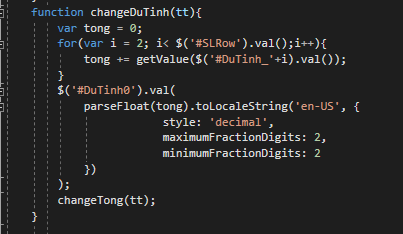 function changeDuTinh(tt){
var tong = 0;
for(var i = 2; i< $('#SLRow').val();i++){
tong += getValue($('#DuTinh_'+i).val());
}
$('#DuTinh0').val(
parseFloat(tong).toLocaleString('en-US', {
style: 'decimal',
maximumFractionDigits: 2,
minimumFractionDigits: 2
})
);
changeTong(tt);
}